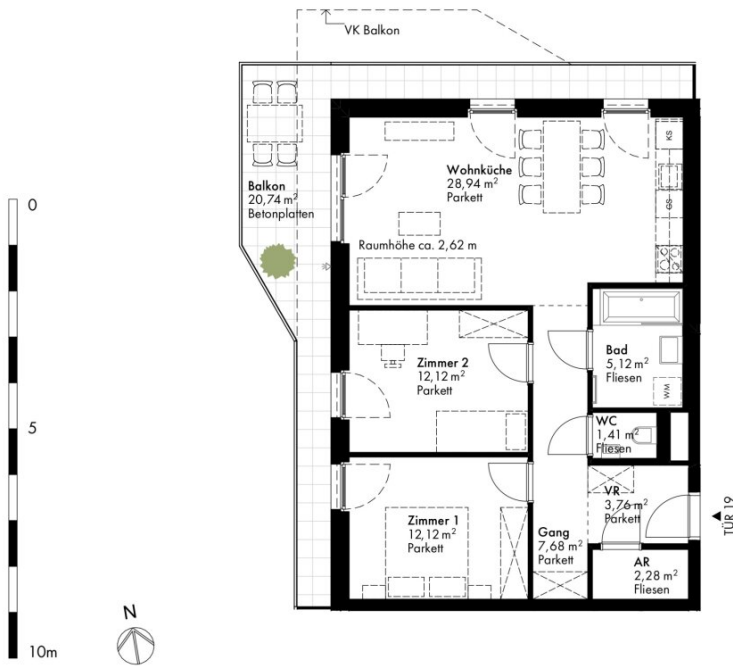 VK Balkon
KS
Wohnküche
28,94 m²
Parkett
Balkon
20,74 m²
Betonplatten
GS
0
Raumhöhe ca. 2,62 m
Bad
5,12 m²
Fliesen
Zimmer 2
12,12 m²
Parkett
WM
WC
1,41 m²
Fliesen
5
VR
3,76 m²
Parkett
Zimmer 1
12,12 m²
Parkett
Gang
7,68 m²
Parkett
TÜR 19
AR
2,28 m²
Fliesen
N
10m